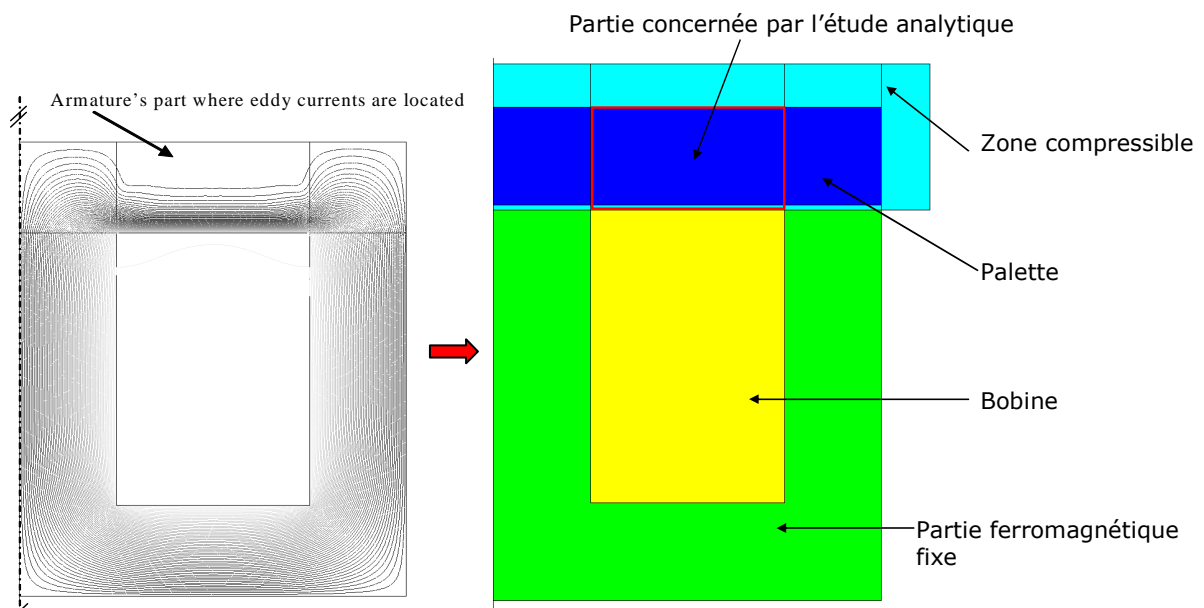 Partie concernée par l'étude analytique
Armature's part where eddy currents are located
Zone compressible
Palette
Bobine
Partie ferromagnétique
fixe